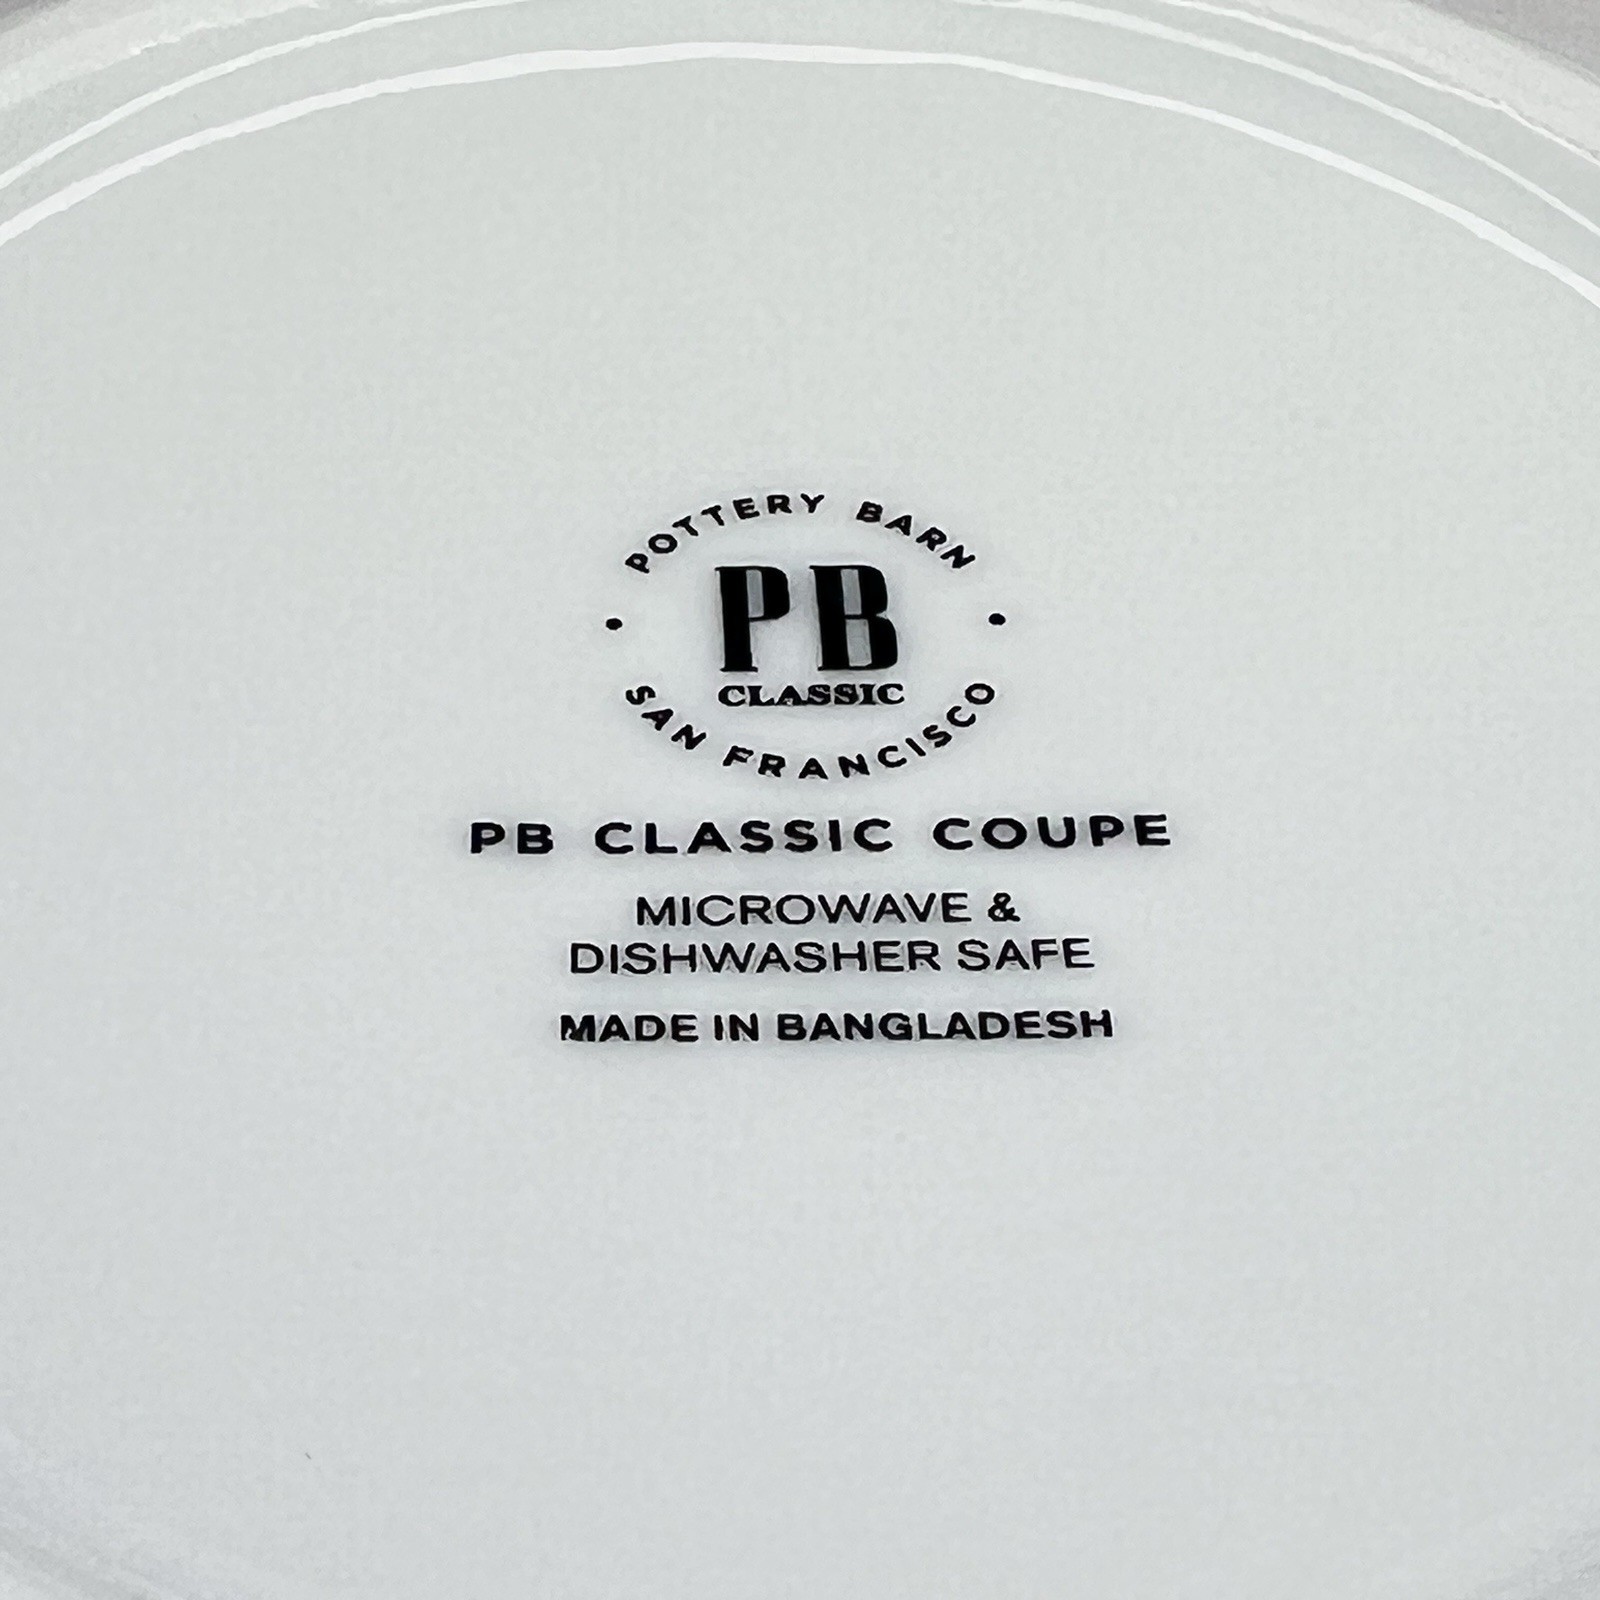 POTTERY BARN
PB
CLASSIC
SAN FRANCISCO
PB CLASSIC COUPE
MICROWAVE &
DISHWASHER SAFE
MADE IN BANGLADESH